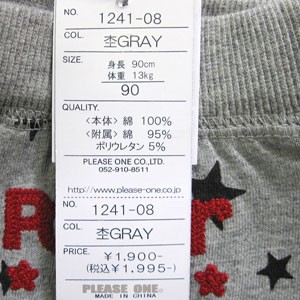 NO. 1241-08
COL. 杢GRAY
SIZE. 身長 90cm
体重 13kg
90
QUALITY.
〈本体〉綿 100%
〈附属〉綿 95%
ポリウレタン 5%
PLEASE ONE CO.,LTD.
052-910-8511
http://www.please-one.co.jp
NO. 1241-08
COL. 杢GRAY
PRICE. ¥1,900-
(税込¥1,995-)
PLEASE ONE.
MADE IN CHINA